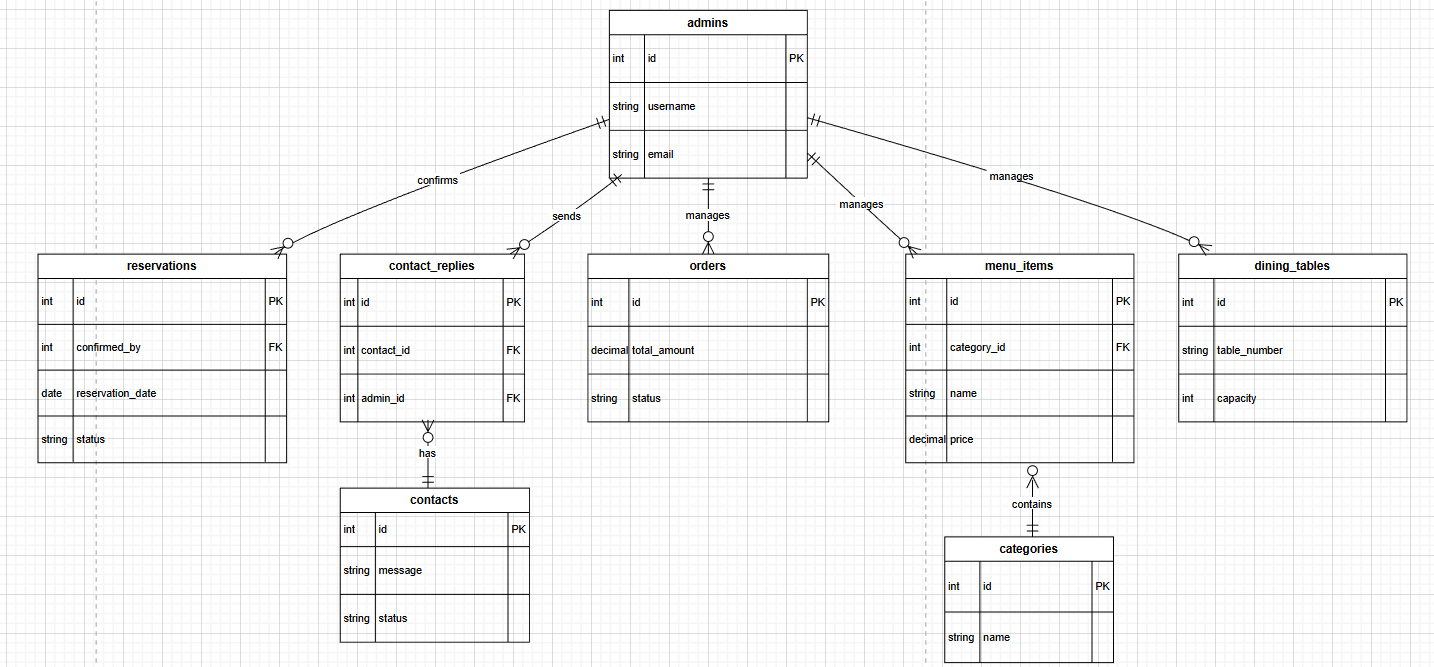 admins
int id PK
string username
string email
confirms
sends
manages
manages
manages
reservations
int id PK
int confirmed_by FK
date reservation_date
string status
contact_replies
int id PK
int contact_id FK
int admin_id FK
orders
int id PK
decimal total_amount
string status
menu_items
int id PK
int category_id FK
string name
decimal price
dining_tables
int id PK
string table_number
int capacity
has
contacts
int id PK
string message
string status
contains
categories
int id PK
string name